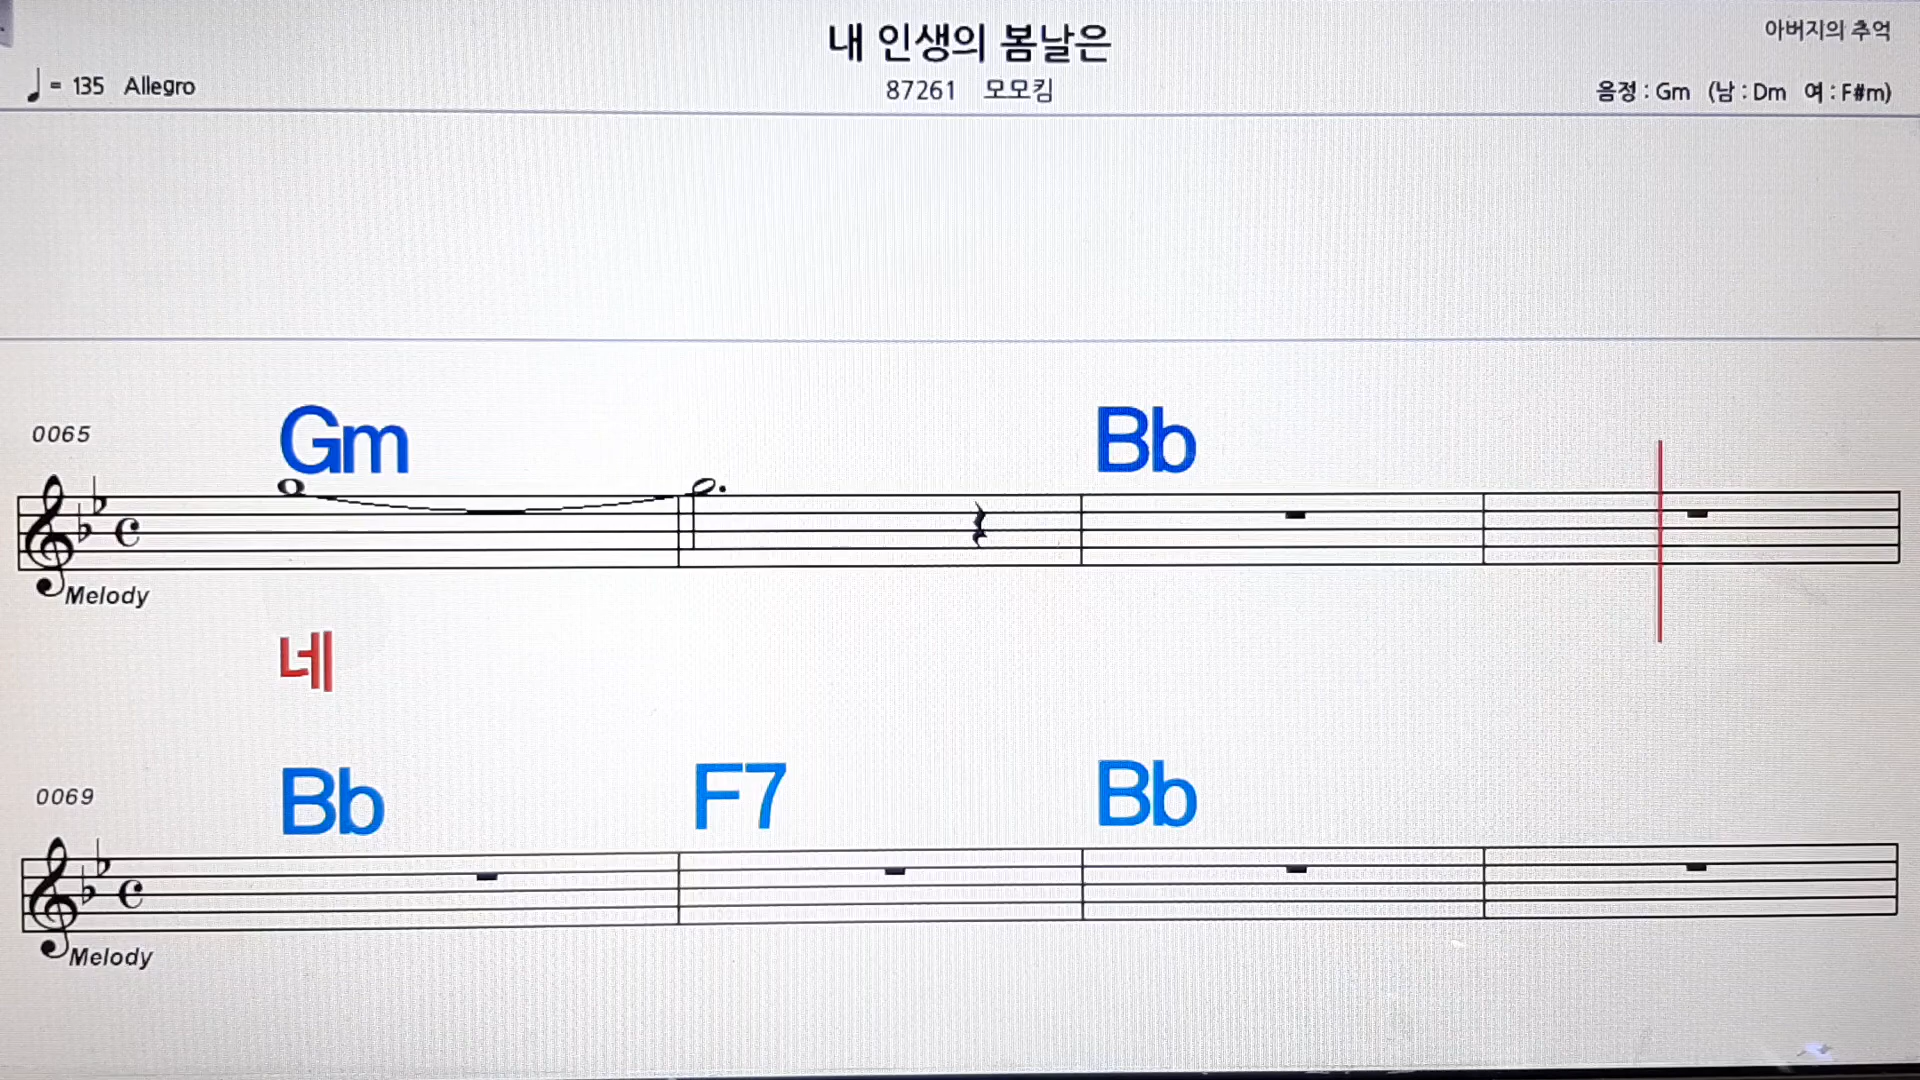 내 인생의 봄날은
아버지의 추억
♩ = 135 Allegro
87261 모모킴
음정 : Gm (남 : Dm 여 : F#m)
0065
Gm Bb
Melody
네
0069
Bb F7 Bb
Melody